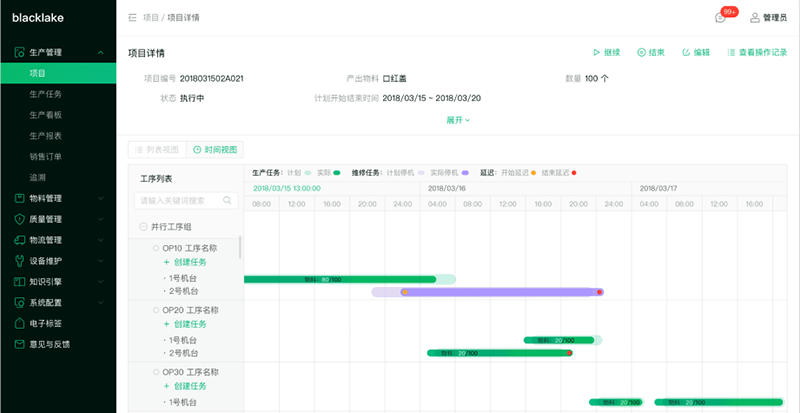 blacklake
项目 / 项目详情
99+
管理员
生产管理
项目
生产任务
生产看板
生产报表
销售订单
追溯
物料管理
质量管理
物流管理
设备维护
知识引擎
系统配置
电子标签
意见与反馈
项目详情
继续 结束 编辑 查看操作记录
项目编号 2018031502A021 产出物料 口红盖 数量 100 个
状态 执行中 计划开始结束时间 2018/03/15 ~ 2018/03/20
展开
列表视图 时间视图
工序列表
请输入关键词搜索
生产任务： 计划 实际 维修任务： 计划停机 实际停机 延迟： 开始延迟 结束延迟
2018/03/15 13:00:00 2018/03/16 2018/03/17
08:00 12:00 16:00 20:00 24:00 04:00 08:00 12:00 16:00 20:00 24:00 04:00 08:00 12:00 16:00
并行工序组
OP10 工序名称
+ 创建任务
· 1号机台
物料 80/100
· 2号机台
OP20 工序名称
+ 创建任务
· 1号机台
物料 20/100
· 2号机台
物料 20/100
OP30 工序名称
+ 创建任务
· 1号机台
物料 20/100 物料 20/100